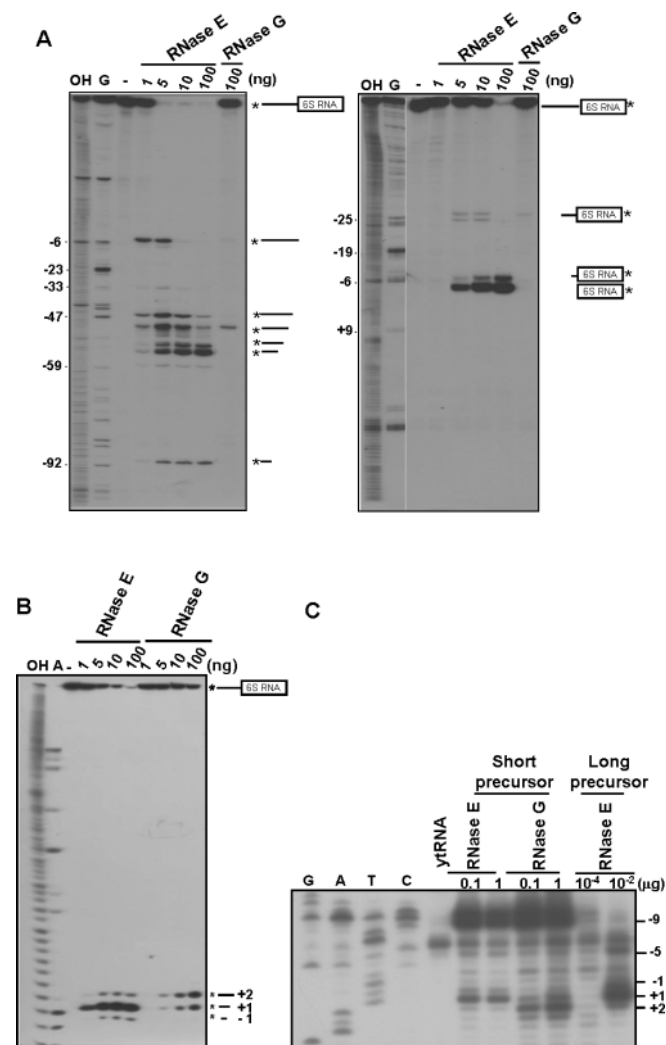 A
RNase E
RNase G
OH G - 1 5 10 100 100 (ng)
* 6S RNA
-6
-23
-33
-47
-59
-92
*
*
*
*
*
*
RNase E
RNase G
OH G - 1 5 10 100 100 (ng)
6S RNA *
-25
6S RNA *
-19
-6
6S RNA *
6S RNA *
+9
B
RNase E
RNase G
OH A - 1 5 10 100 1 5 10 100 (ng)
* 6S RNA
* +2
* +1
* -1
C
Short precursor
Long precursor
ytRNA
RNase E
RNase G
RNase E
G A T C 0.1 1 0.1 1 10-4 10-2 (μg)
-9
-5
-1
+1
+2